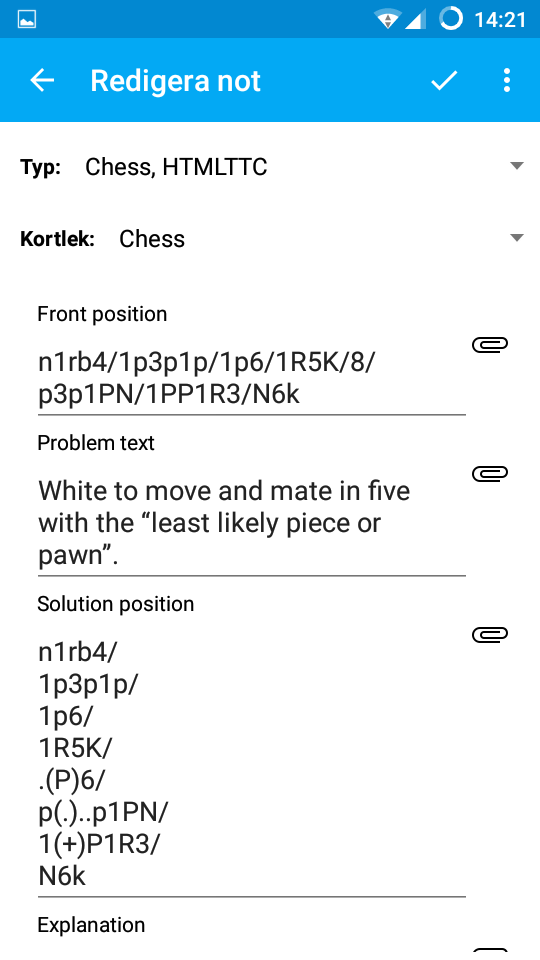 14:21
Redigera not
Typ: Chess, HTMLTTC
Kortlek: Chess
Front position
n1rb4/1p3p1p/1p6/1R5K/8/
p3p1PN/1PP1R3/N6k
Problem text
White to move and mate in five
with the “least likely piece or
pawn”.
Solution position
n1rb4/
1p3p1p/
1p6/
1R5K/
.(P)6/
p(.)..p1PN/
1(+)P1R3/
N6k
Explanation